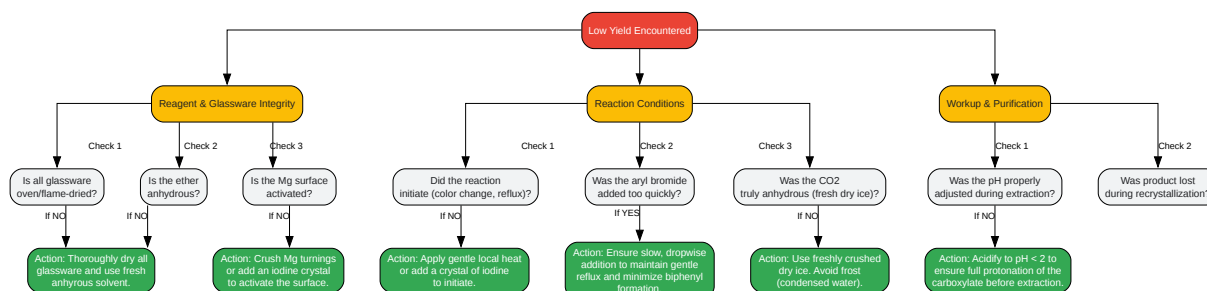 Low Yield Encountered
Reagent & Glassware Integrity
Reaction Conditions
Workup & Purification
Check 1
Check 2
Check 3
Check 1
Check 2
Check 3
Check 1
Check 2
Is all glassware
oven/flame-dried?
Is the ether
anhydrous?
Is the Mg surface
activated?
Did the reaction
initiate (color change, reflux)?
Was the aryl bromide
added too quickly?
Was the CO2
truly anhydrous (fresh dry ice)?
Was the pH properly
adjusted during extraction?
Was product lost
during recrystallization?
If NO
If NO
If NO
If NO
If YES
If NO
If NO
Action: Thoroughly dry all
glassware and use fresh
anhyrous solvent.
Action: Crush Mg turnings
or add an iodine crystal
to activate the surface.
Action: Apply gentle local heat
or add a crystal of iodine
to initiate.
Action: Ensure slow, dropwise
addition to maintain gentle
reflux and minimize biphenyl
formation.
Action: Use freshly crushed
dry ice. Avoid frost
(condensed water).
Action: Acidify to pH < 2 to
ensure full protonation of the
carboxylate before extraction.